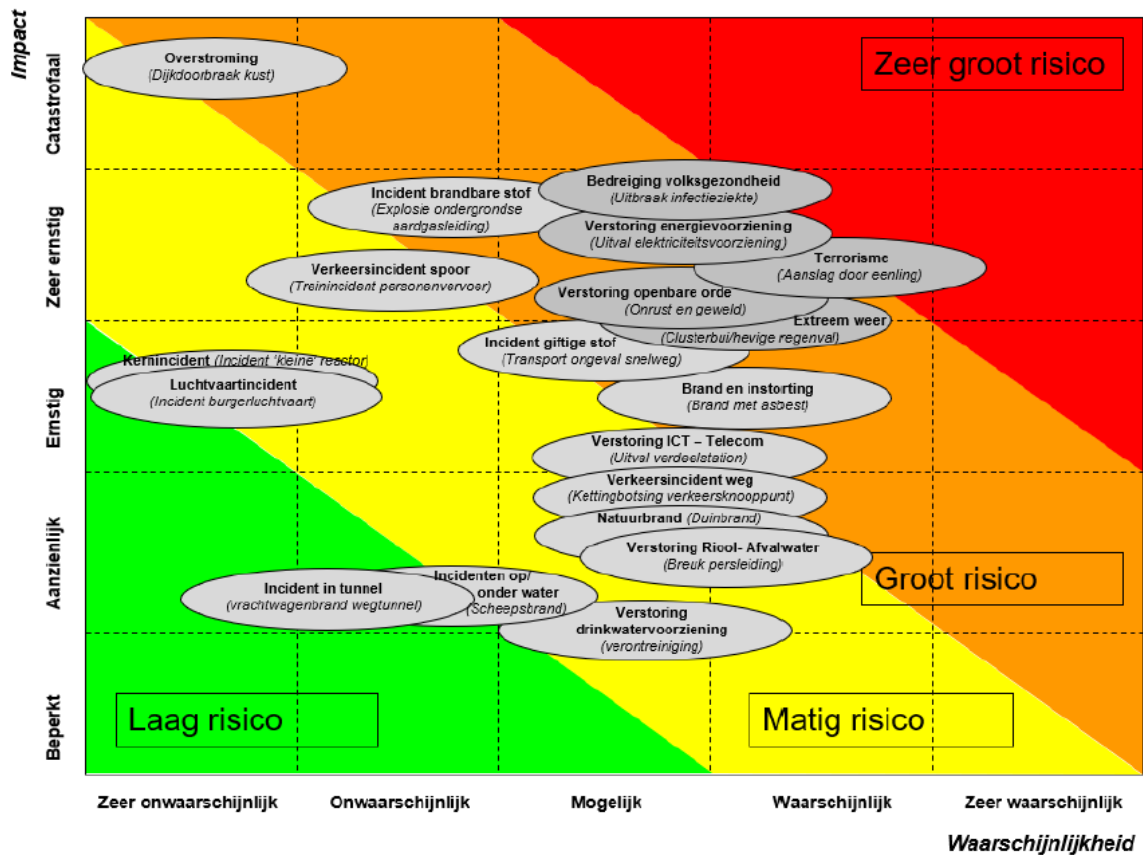 Impact
Catastrofaal
Zeer ernstig
Ernstig
Aanzienlijk
Beperkt
Zeer groot risico
Overstroming
(Dijkdoorbraak kust)
Bedreiging volksgezondheid
(Uitbraak infectieziekte)
Incident brandbare stof
(Explosie ondergrondse
aardgasleiding)
Verstoring energievoorziening
(Uitval elektriciteitsvoorziening)
Terrorisme
(Aanslag door eenling)
Verkeersincident spoor
(Treinincident personenvervoer)
Verstoring openbare orde
(Onrust en geweld)
Extreem weer
(Clusterbui/hevige regenval)
Incident giftige stof
(Transport ongeval snelweg)
Kernincident (Incident 'kleine' reactor)
Luchtvaartincident
(Incident burgerluchtvaart)
Brand en instorting
(Brand met asbest)
Verstoring ICT – Telecom
(Uitval verdeelstation)
Verkeersincident weg
(Kettingbotsing verkeersknooppunt)
Natuurbrand (Duinbrand)
Verstoring Riool- Afvalwater
(Breuk persleiding)
Groot risico
Incidenten op/
onder water
(Scheepsbrand)
Incident in tunnel
(vrachtwagenbrand wegtunnel)
Verstoring
drinkwatervoorziening
(verontreiniging)
Laag risico
Matig risico
Zeer onwaarschijnlijk
Onwaarschijnlijk
Mogelijk
Waarschijnlijk
Zeer waarschijnlijk
Waarschijnlijkheid